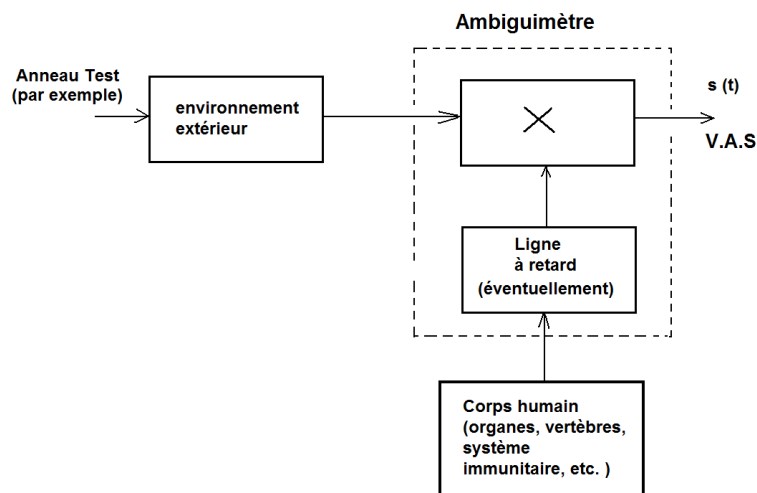 Ambiguimètre
Anneau Test
(par exemple)
environnement
extérieur
s (t)
V.A.S
Ligne
à retard
(éventuellement)
Corps humain
(organes, vertèbres,
système
immunitaire, etc. )